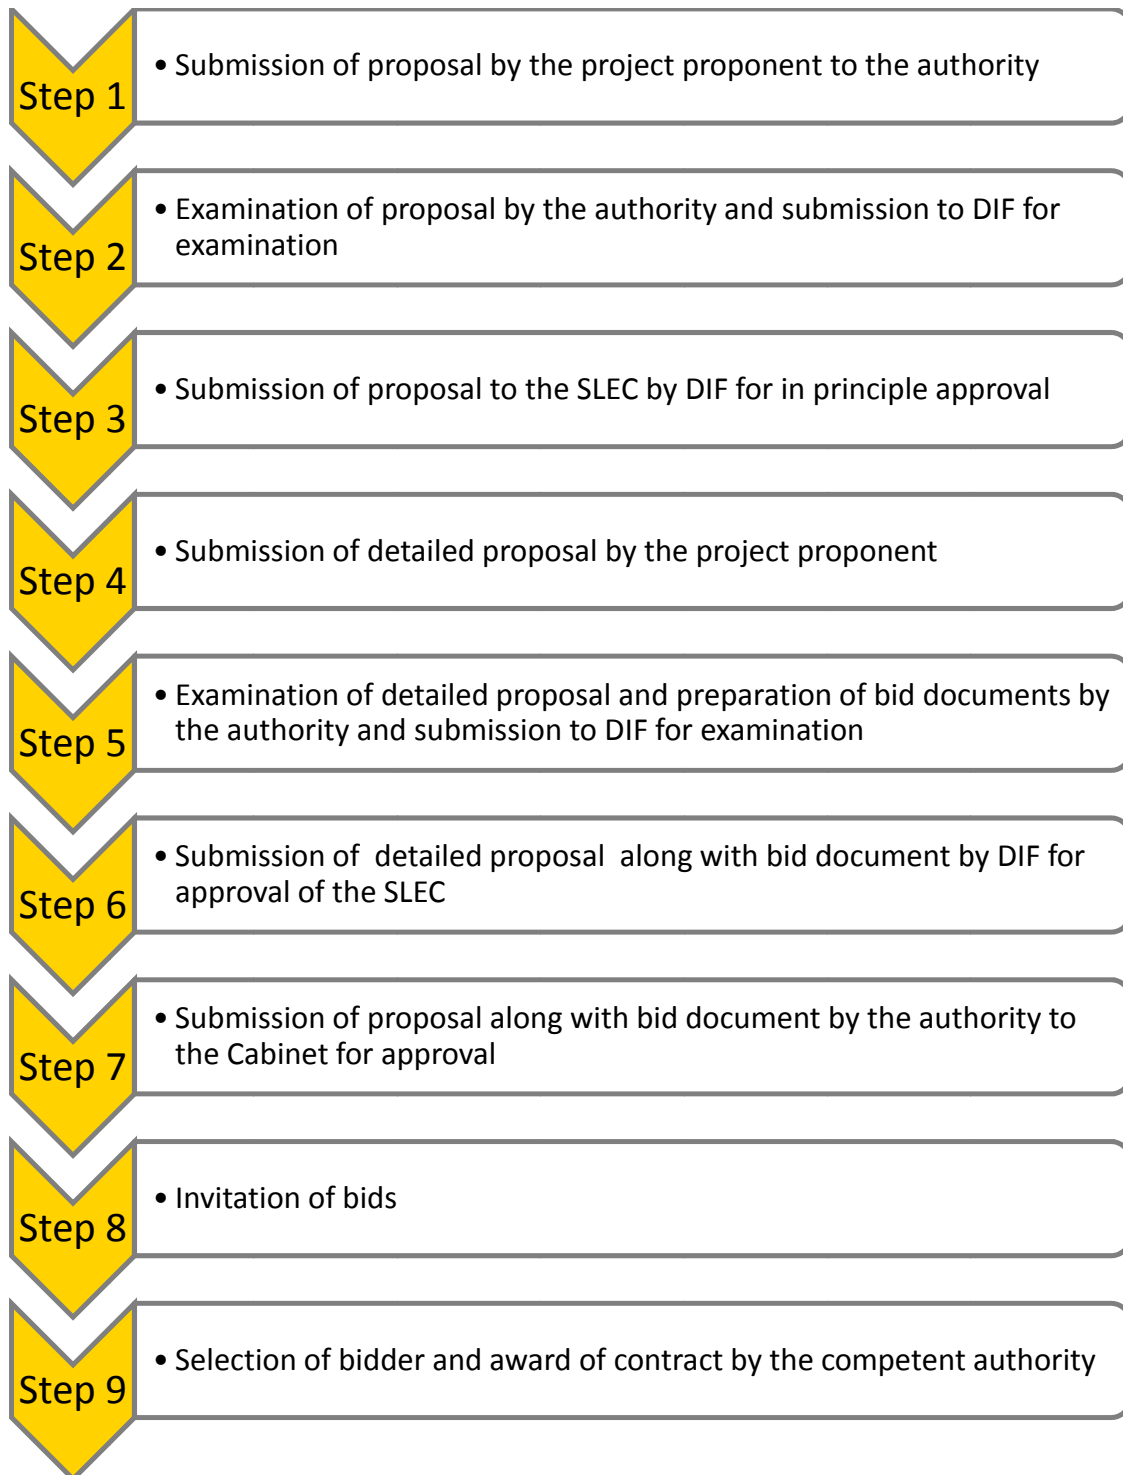 Step 1
• Submission of proposal by the project proponent to the authority
Step 2
• Examination of proposal by the authority and submission to DIF for
examination
Step 3
• Submission of proposal to the SLEC by DIF for in principle approval
Step 4
• Submission of detailed proposal by the project proponent
Step 5
• Examination of detailed proposal and preparation of bid documents by
the authority and submission to DIF for examination
Step 6
• Submission of  detailed proposal  along with bid document by DIF for
approval of the SLEC
Step 7
• Submission of proposal along with bid document by the authority to
the Cabinet for approval
Step 8
• Invitation of bids
Step 9
• Selection of bidder and award of contract by the competent authority